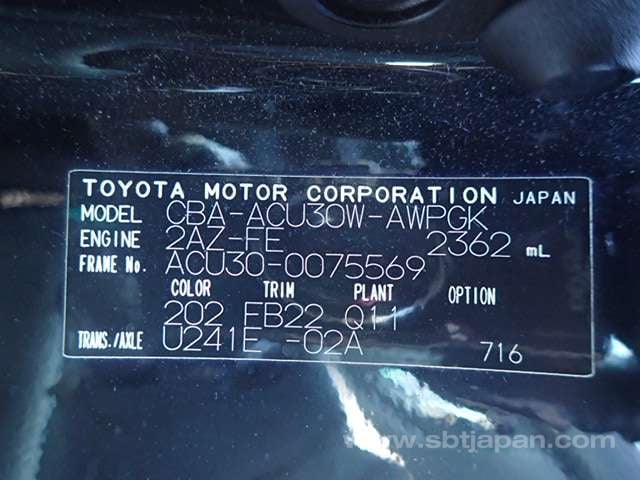 TOYOTA MOTOR CORPORATION JAPAN
MODEL CBA-ACU30W-AWPGK
ENGINE 2AZ-FE 2362 mL
FRAME No. ACU30-0075569
COLOR TRIM PLANT OPTION
202 FB22 Q11
TRANS./AXLE U241E -02A 716
www.sbtjapan.com